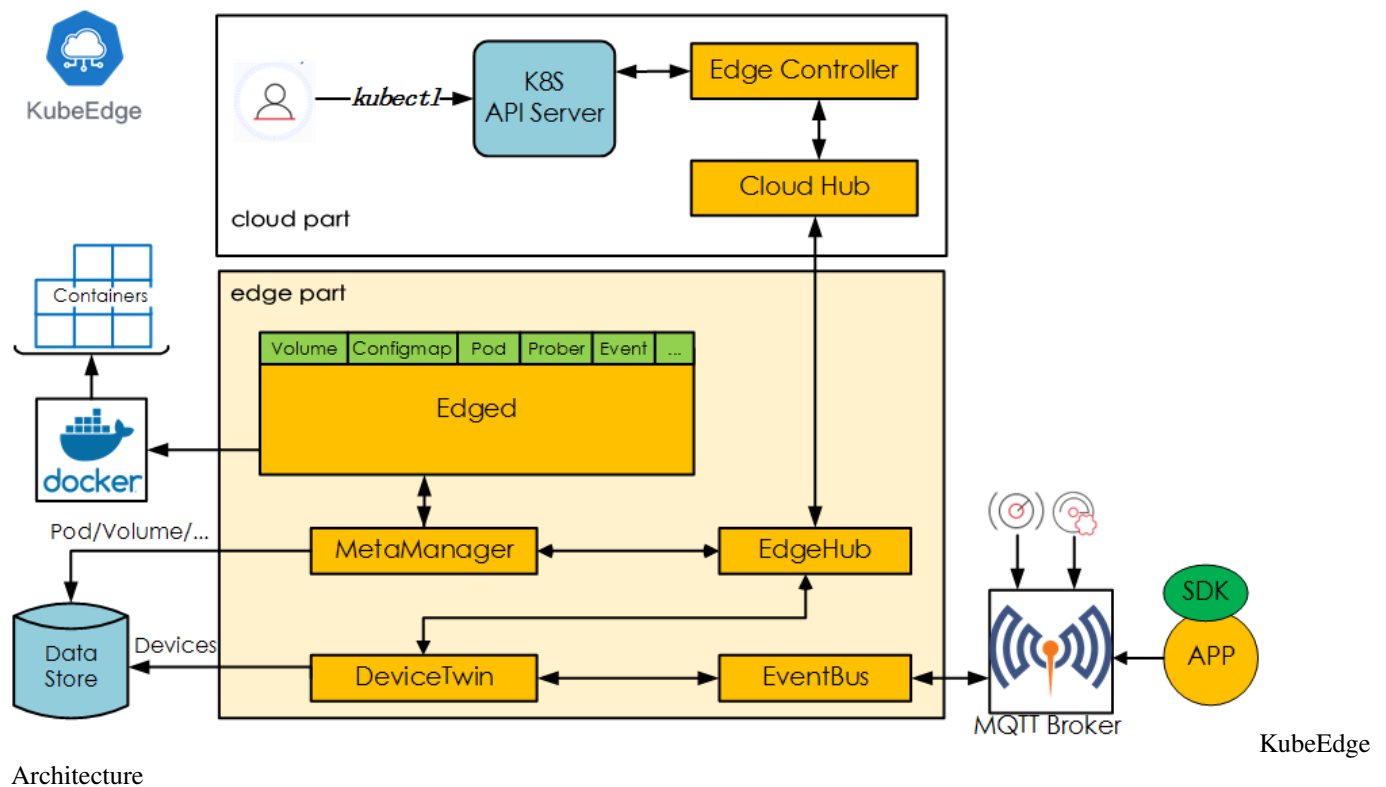 KubeEdge
kubectl
K8S
API Server
Edge Controller
Cloud Hub
cloud part
edge part
Containers
Volume
Configmap
Pod
Prober
Event
...
Edged
docker
Pod/Volume/...
MetaManager
EdgeHub
Data
Store
Devices
DeviceTwin
EventBus
MQTT Broker
SDK
APP
KubeEdge
Architecture